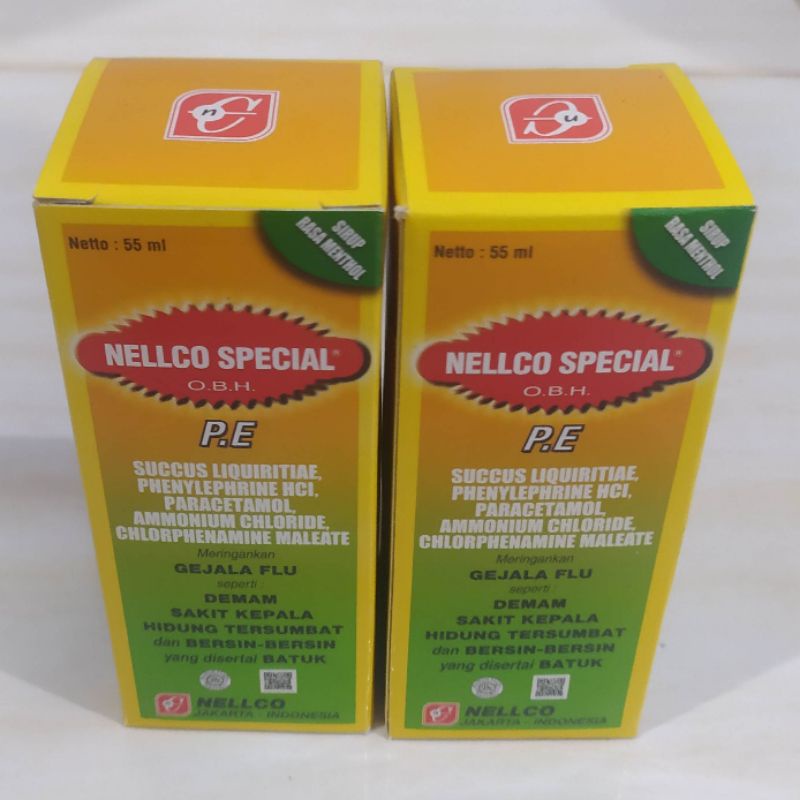 Netto : 55 ml
SIRUP
RASA MENTHOL
NELLCO SPECIAL®
O.B.H.
P.E
SUCCUS LIQUIRITIAE,
PHENYLEPHRINE HCl,
PARACETAMOL,
AMMONIUM CHLORIDE,
CHLORPHENAMINE MALEATE
Meringankan
GEJALA FLU
seperti :
DEMAM
SAKIT KEPALA
HIDUNG TERSUMBAT
dan BERSIN-BERSIN
yang disertai BATUK
NELLCO
JAKARTA - INDONESIA
Netto : 55 ml
SIRUP
RASA MENTHOL
NELLCO SPECIAL®
O.B.H.
P.E
SUCCUS LIQUIRITIAE,
PHENYLEPHRINE HCl,
PARACETAMOL,
AMMONIUM CHLORIDE,
CHLORPHENAMINE MALEATE
Meringankan
GEJALA FLU
seperti :
DEMAM
SAKIT KEPALA
HIDUNG TERSUMBAT
dan BERSIN-BERSIN
yang disertai BATUK
NELLCO
JAKARTA - INDONESIA